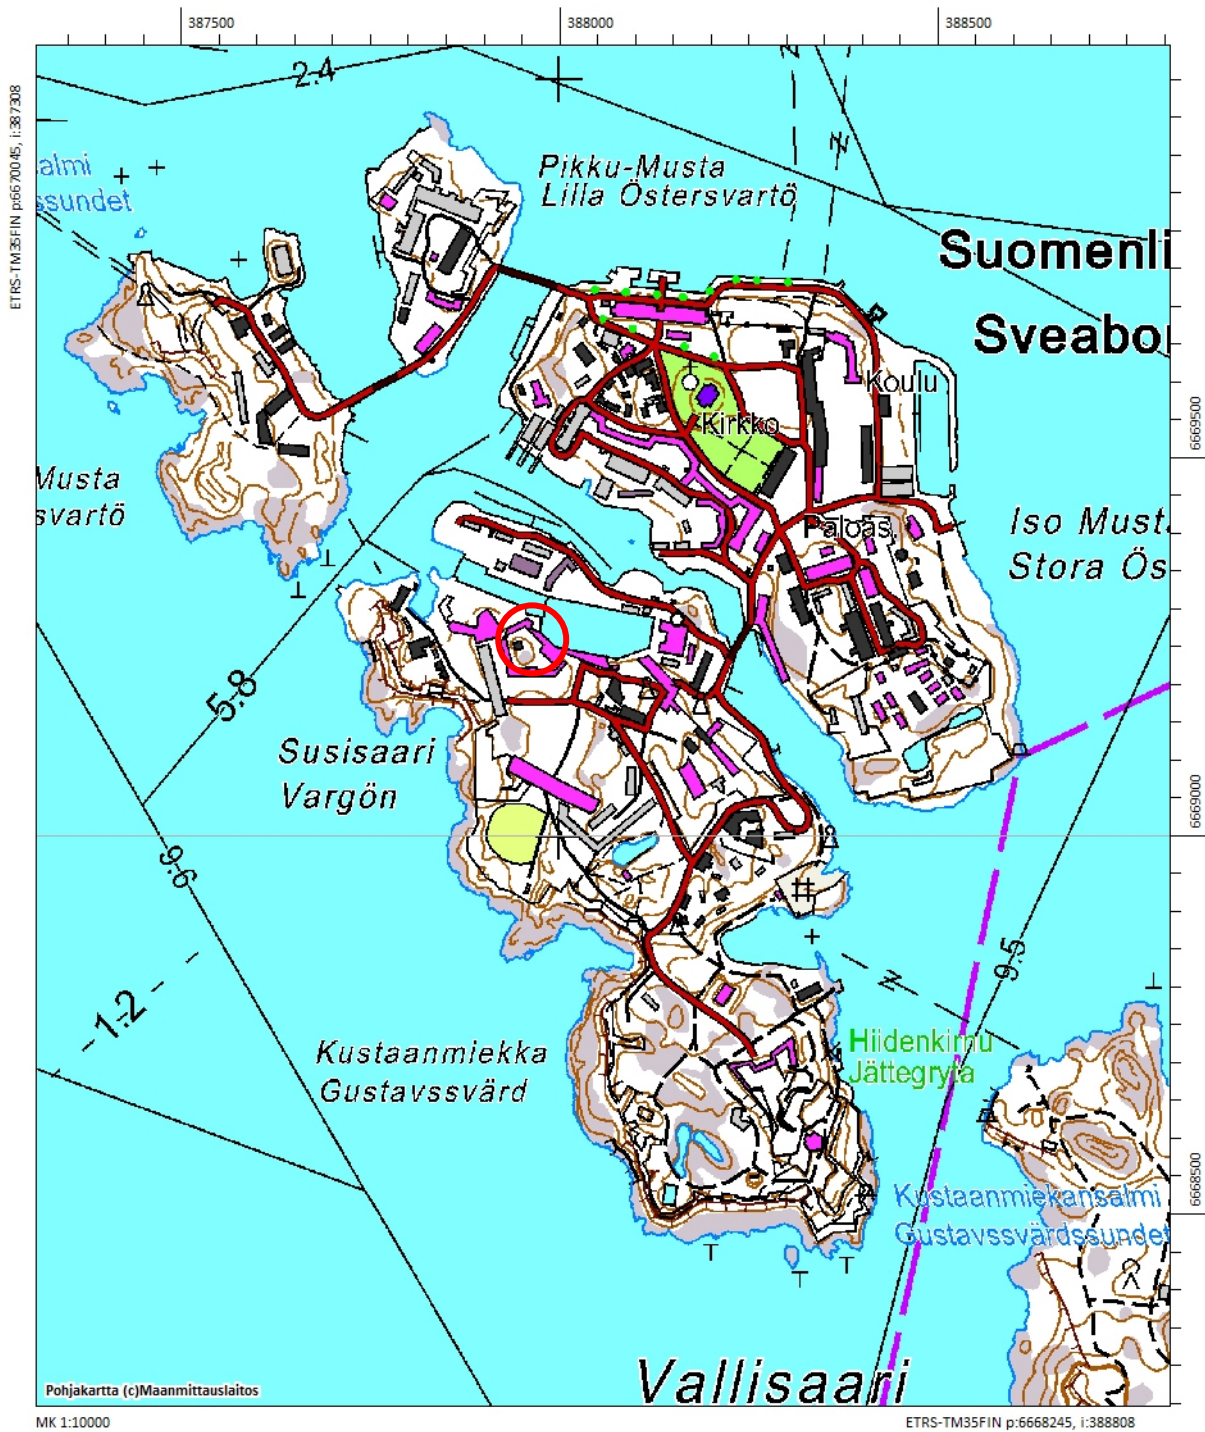 387500
388000
388500
ETRS-TM35FIN p:6670045, i:387308
2.4
Z
Z
almi
ssundet
Pikku-Musta
Lilla Östersvartö
Suomenli
Sveabo
Koulu
Kirkko
6669500
Musta
svartö
Iso Must
Stora Ös
Paloas.
5.8
Susisaari
Vargön
6669000
9.6
9.5
Z
1.2
Kustaanmiekka
Gustavssvärd
Hiidenkirnu
Jättegryta
6668500
Kustaanmiekansalmi
Gustavssvärdssundet
Vallisaari
Pohjakartta (c)Maanmittauslaitos
MK 1:10000
ETRS-TM35FIN p:6668245, i:388808